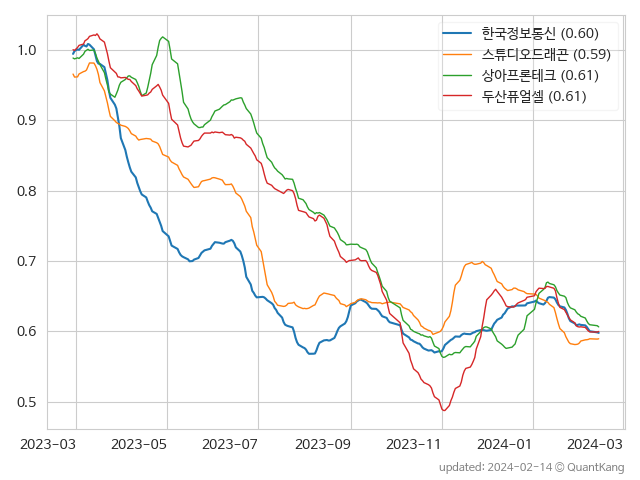 한국정보통신 (0.60)
스튜디오드래곤 (0.59)
상아프론테크 (0.61)
두산퓨얼셀 (0.61)
1.0
0.9
0.8
0.7
0.6
0.5
2023-03 2023-05 2023-07 2023-09 2023-11 2024-01 2024-03
updated: 2024-02-14 © QuantKang